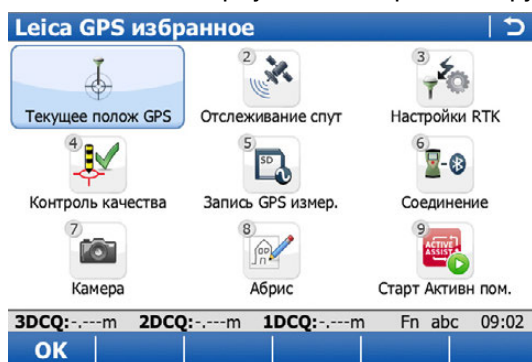 Leica GPS избранное
Текущее полож GPS
2 Отслеживание спут
3 Настройки RTK
4 Контроль качества
5 SD Запись GPS измер.
6 Соединение
7 Камера
8 Абрис
9 ACTIVE ASSIST Старт Активн пом.
3DCQ:-.---m 2DCQ:-.---m 1DCQ:-.---m Fn abc 09:02
OK